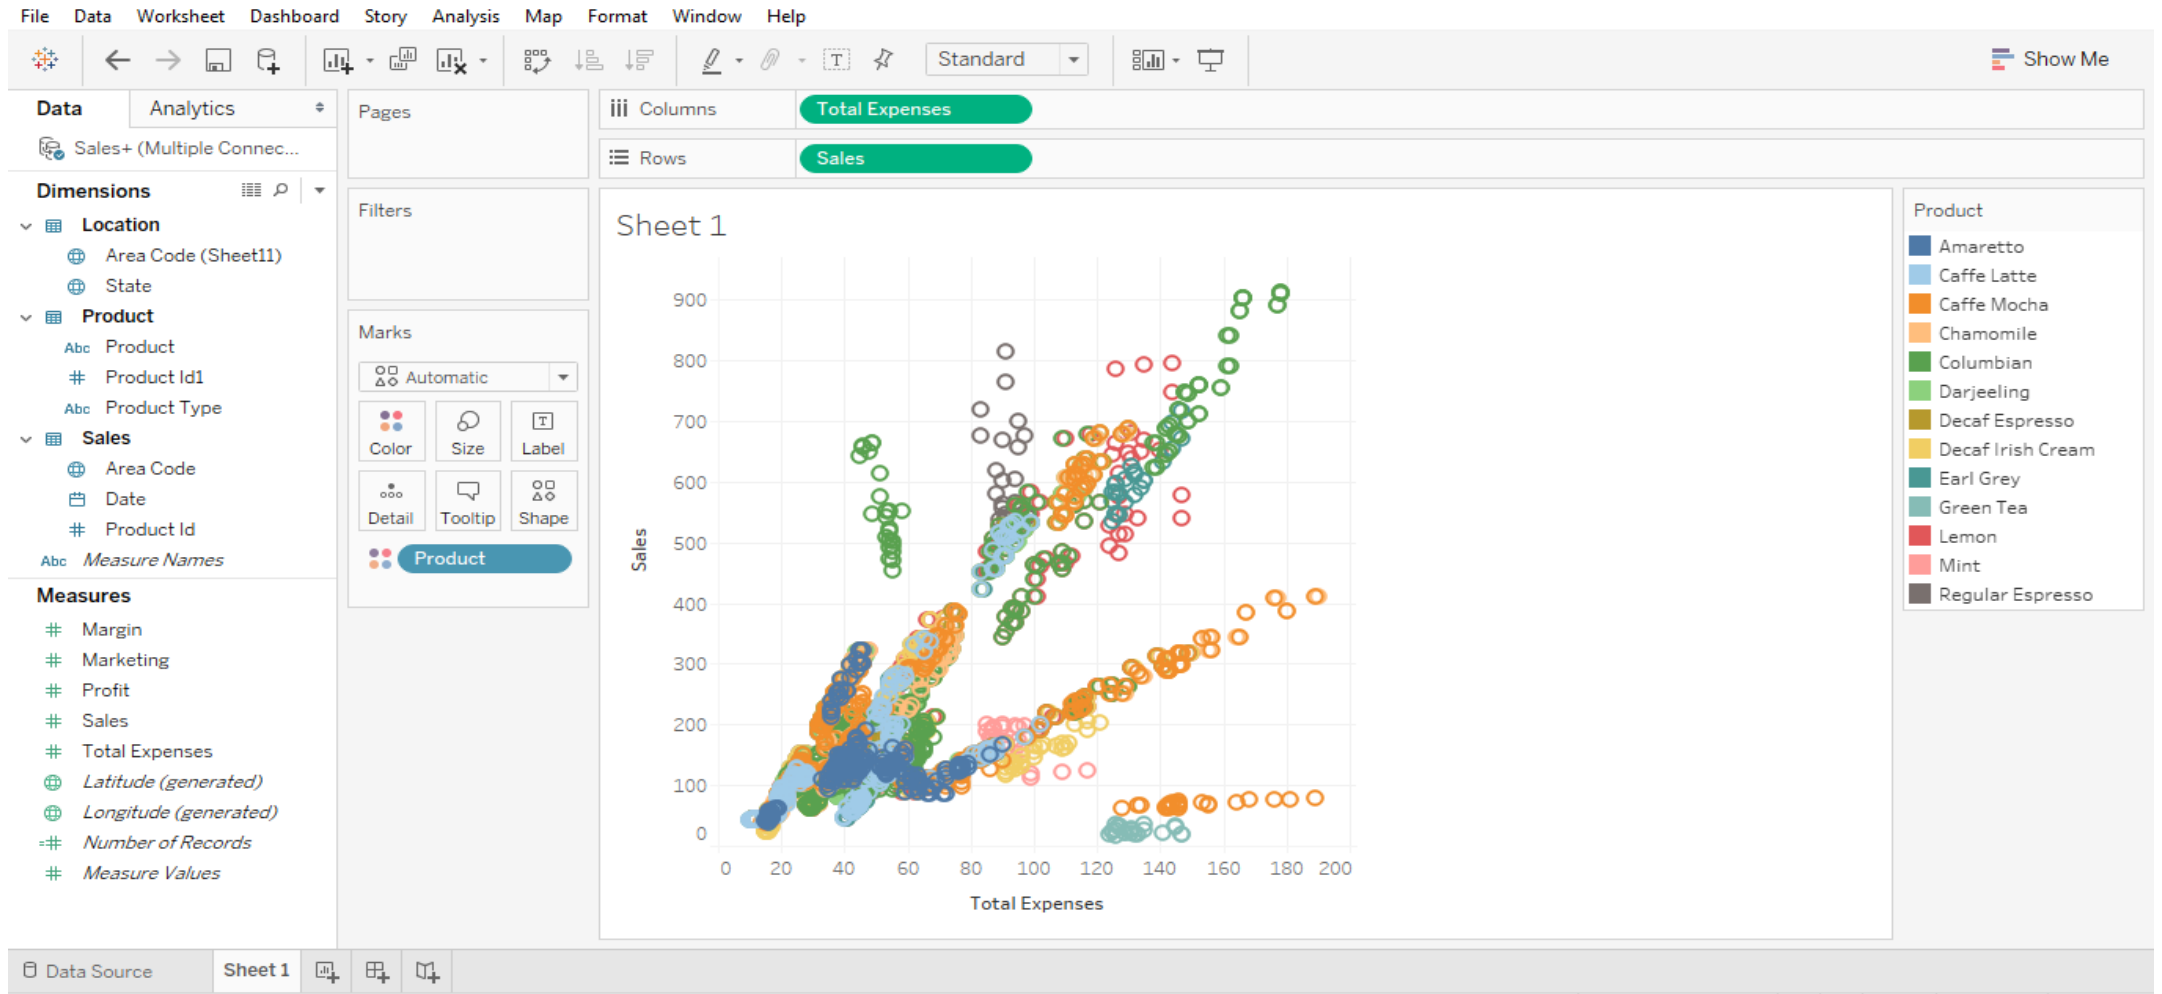 File Data Worksheet Dashboard Story Analysis Map Format Window Help
Standard
Show Me
Data Analytics
Sales+ (Multiple Connec...
Dimensions
Location
Area Code (Sheet11)
State
Product
Abc Product
# Product Id1
Abc Product Type
Sales
Area Code
Date
# Product Id
Abc Measure Names
Measures
# Margin
# Marketing
# Profit
# Sales
# Total Expenses
Latitude (generated)
Longitude (generated)
=# Number of Records
# Measure Values
Pages
Filters
Marks
Automatic
Color Size Label
Detail Tooltip Shape
Product
Columns Total Expenses
Rows Sales
Sheet 1
900
800
700
600
500
400
300
200
100
0
Sales
0 20 40 60 80 100 120 140 160 180 200
Total Expenses
Product
Amaretto
Caffe Latte
Caffe Mocha
Chamomile
Columbian
Darjeeling
Decaf Espresso
Decaf Irish Cream
Earl Grey
Green Tea
Lemon
Mint
Regular Espresso
Data Source Sheet 1